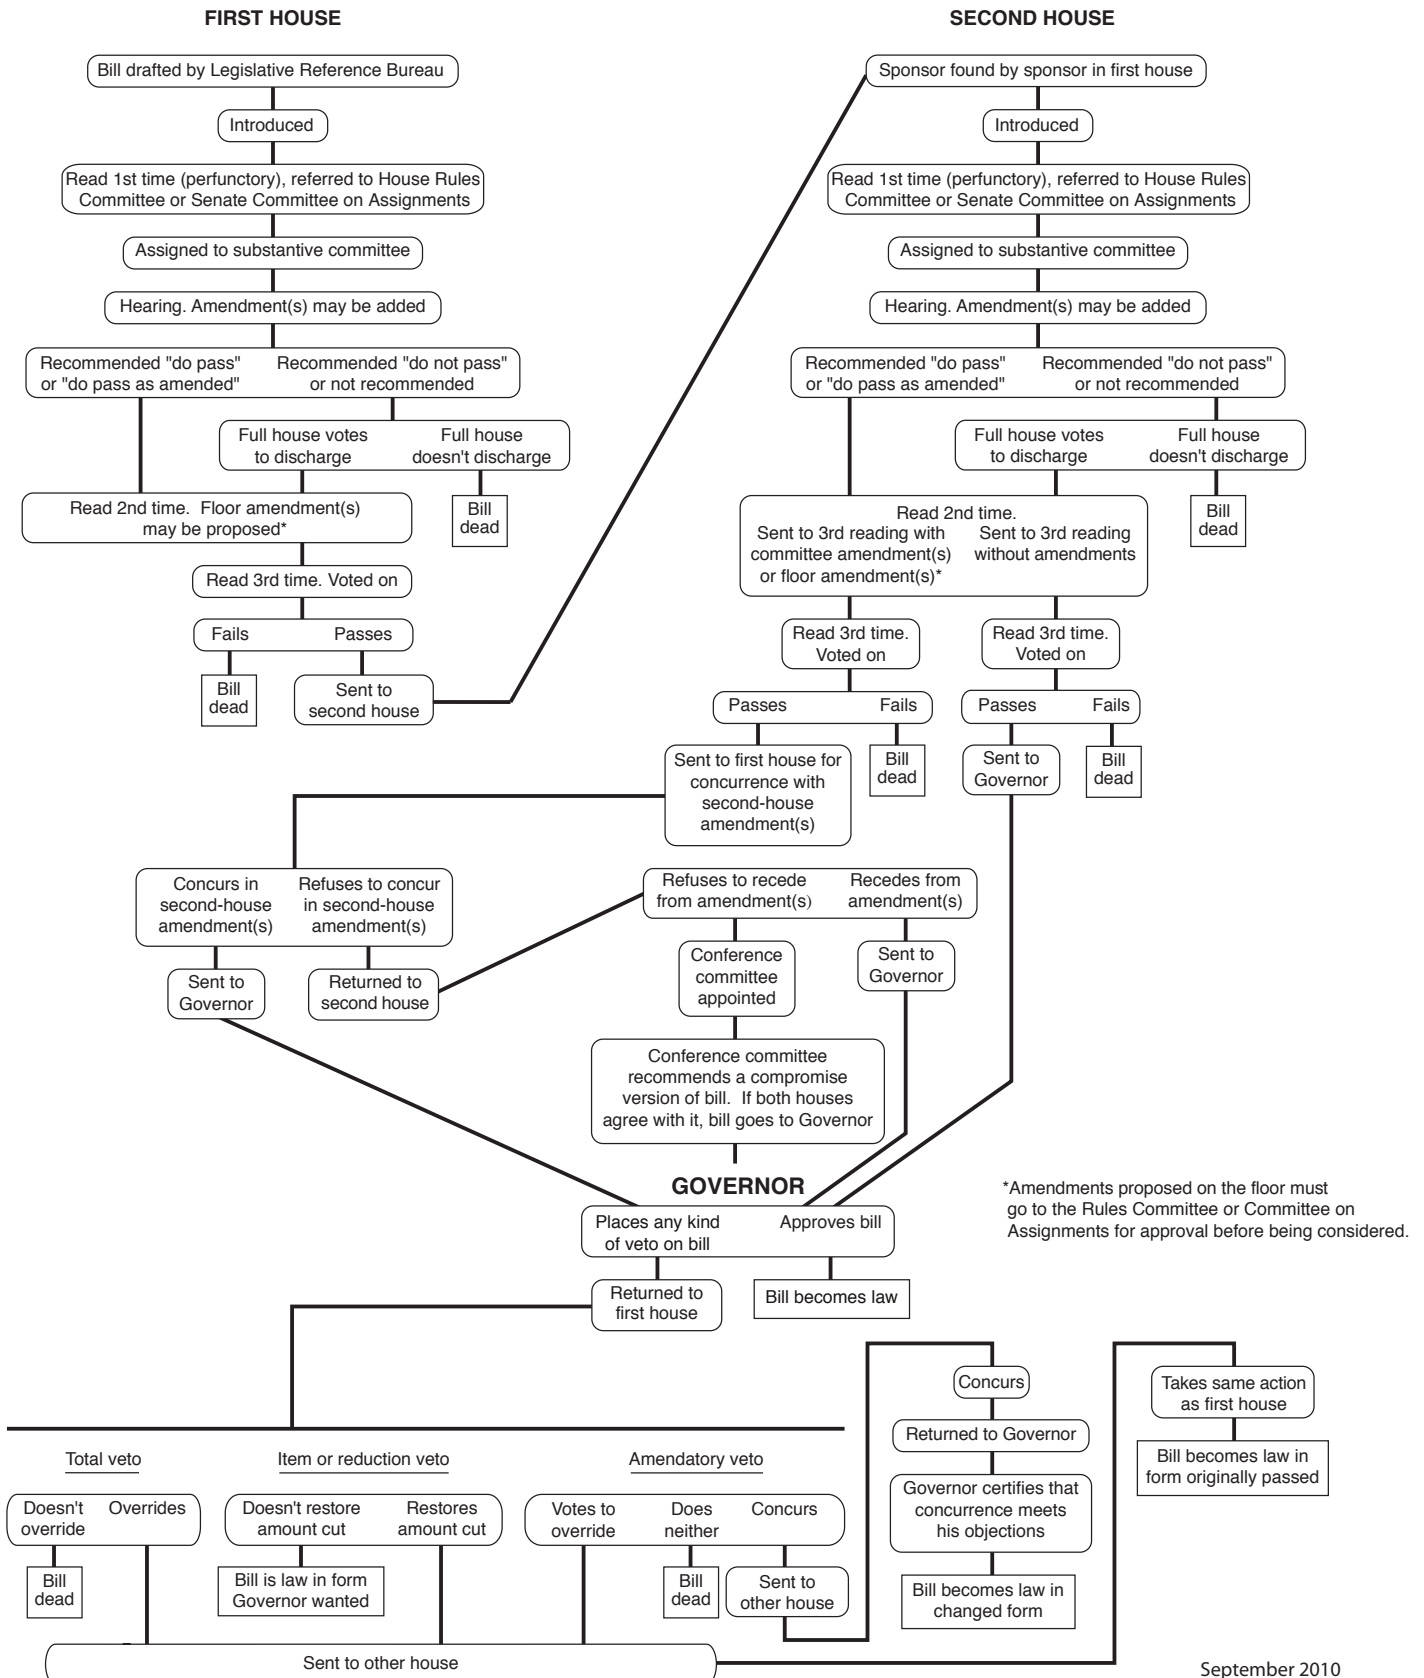 FIRST HOUSE
Bill drafted by Legislative Reference Bureau
Introduced
Read 1st time (perfunctory), referred to House Rules
Committee or Senate Committee on Assignments
Assigned to substantive committee
Hearing. Amendment(s) may be added
Recommended "do pass"
or "do pass as amended"
Recommended "do not pass"
or not recommended
Full house votes
to discharge
Full house
doesn't discharge
Bill
dead
Read 2nd time. Floor amendment(s)
may be proposed*
Read 3rd time. Voted on
Fails
Passes
Bill
dead
Sent to
second house
SECOND HOUSE
Sponsor found by sponsor in first house
Introduced
Read 1st time (perfunctory), referred to House Rules
Committee or Senate Committee on Assignments
Assigned to substantive committee
Hearing. Amendment(s) may be added
Recommended "do pass"
or "do pass as amended"
Recommended "do not pass"
or not recommended
Full house votes
to discharge
Full house
doesn't discharge
Bill
dead
Read 2nd time.
Sent to 3rd reading with
committee amendment(s)
or floor amendment(s)*
Sent to 3rd reading
without amendments
Read 3rd time.
Voted on
Read 3rd time.
Voted on
Passes
Fails
Passes
Fails
Sent to first house for
concurrence with
second-house
amendment(s)
Bill
dead
Sent to
Governor
Bill
dead
Concurs in
second-house
amendment(s)
Refuses to concur
in second-house
amendment(s)
Sent to
Governor
Returned to
second house
Refuses to recede
from amendment(s)
Recedes from
amendment(s)
Conference
committee
appointed
Sent to
Governor
Conference committee
recommends a compromise
version of bill. If both houses
agree with it, bill goes to Governor
GOVERNOR
Places any kind
of veto on bill
Approves bill
Returned to
first house
Bill becomes law
*Amendments proposed on the floor must
go to the Rules Committee or Committee on
Assignments for approval before being considered.
Total veto
Doesn't
override
Overrides
Bill
dead
Item or reduction veto
Doesn't restore
amount cut
Restores
amount cut
Bill is law in form
Governor wanted
Amendatory veto
Votes to
override
Does
neither
Concurs
Bill
dead
Sent to
other house
Sent to other house
Concurs
Returned to Governor
Governor certifies that
concurrence meets
his objections
Bill becomes law in
changed form
Takes same action
as first house
Bill becomes law in
form originally passed
September 2010